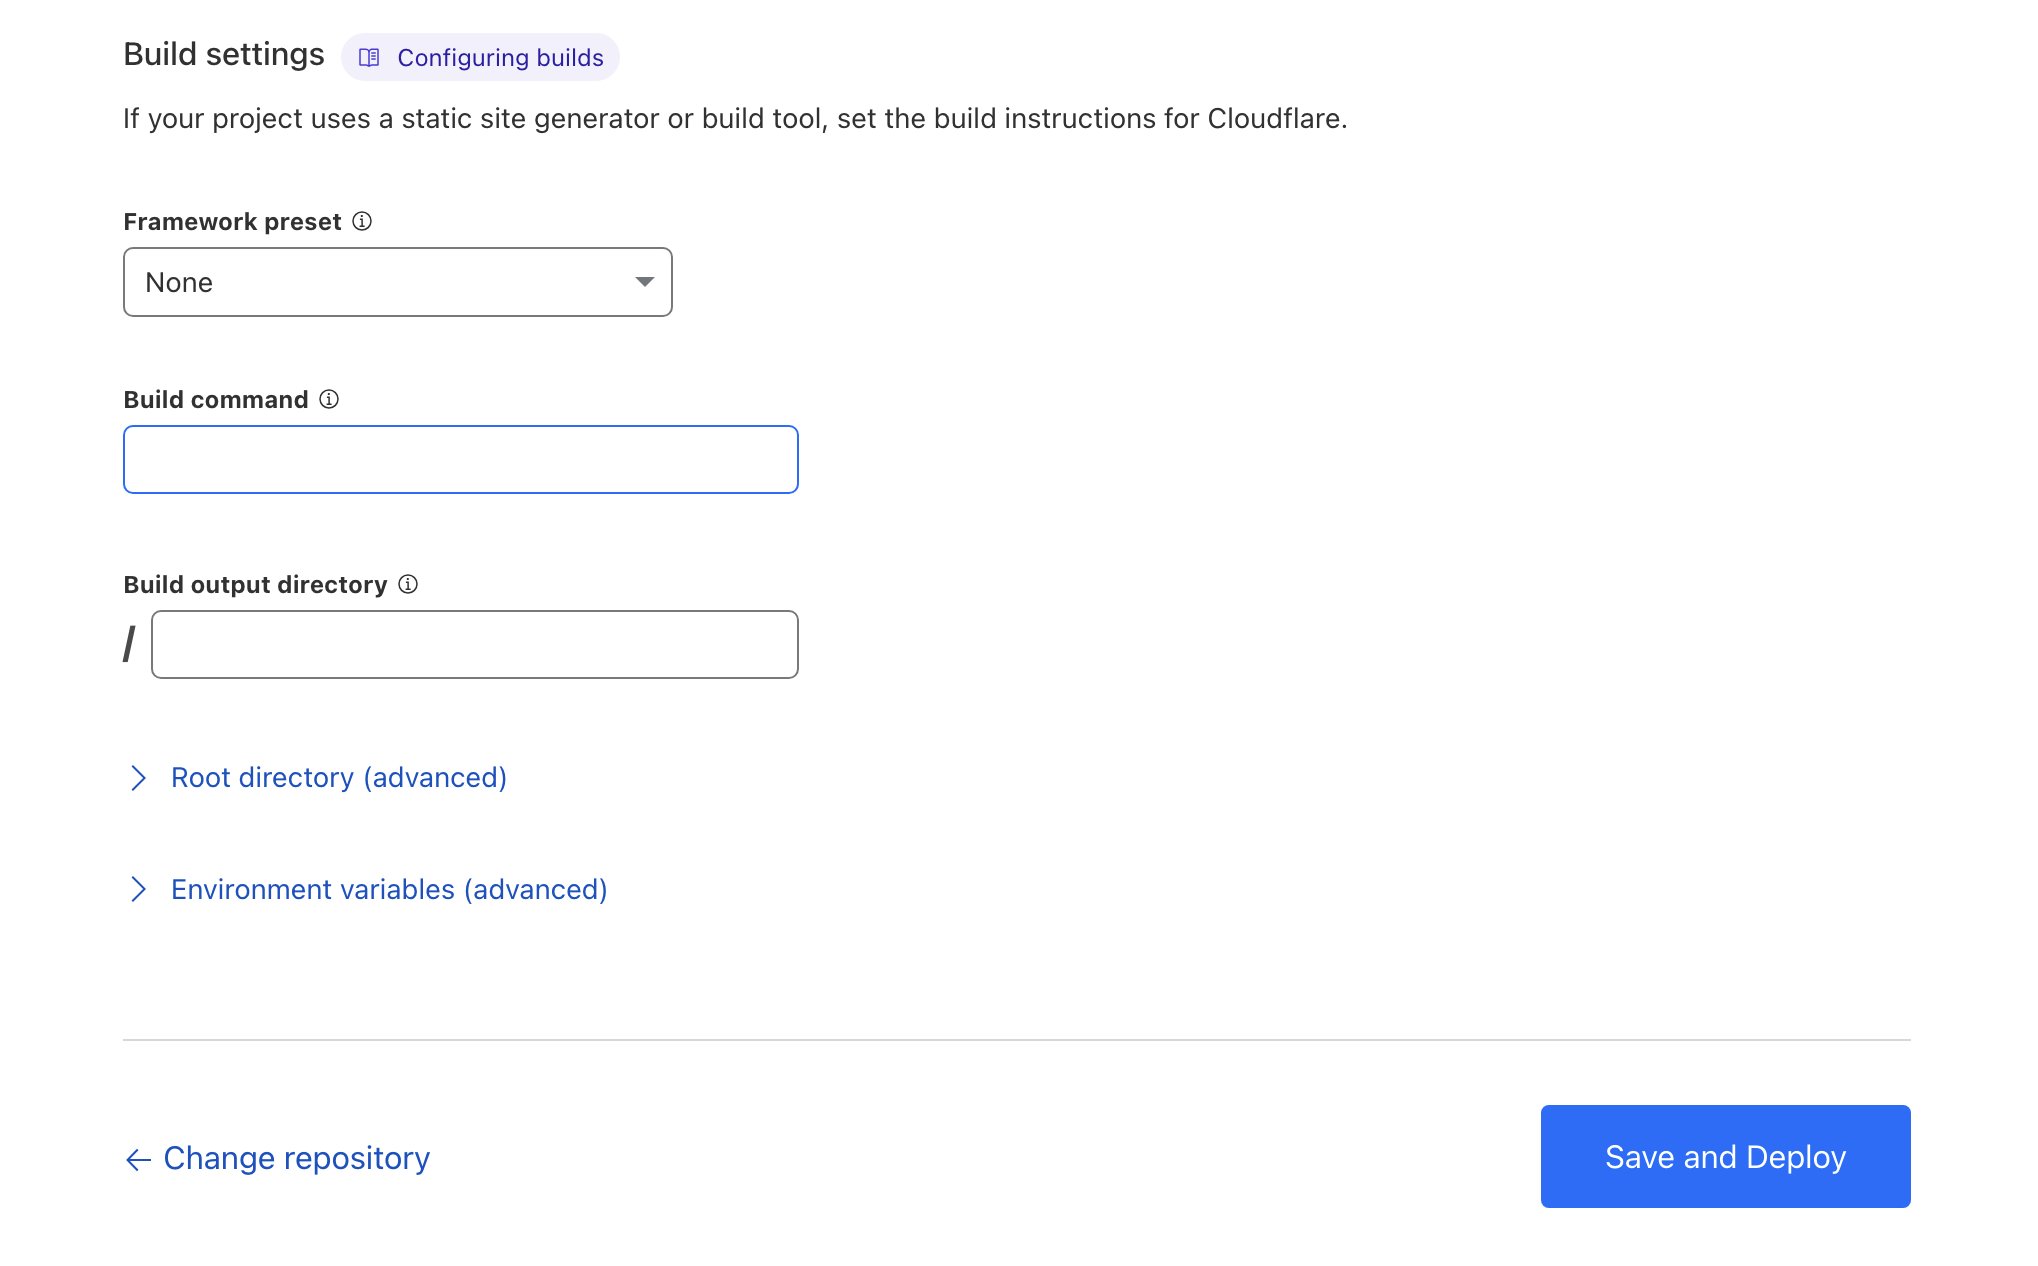 Build settings
Configuring builds
If your project uses a static site generator or build tool, set the build instructions for Cloudflare.
Framework preset
None
Build command
Build output directory
/
Root directory (advanced)
Environment variables (advanced)
Change repository
Save and Deploy